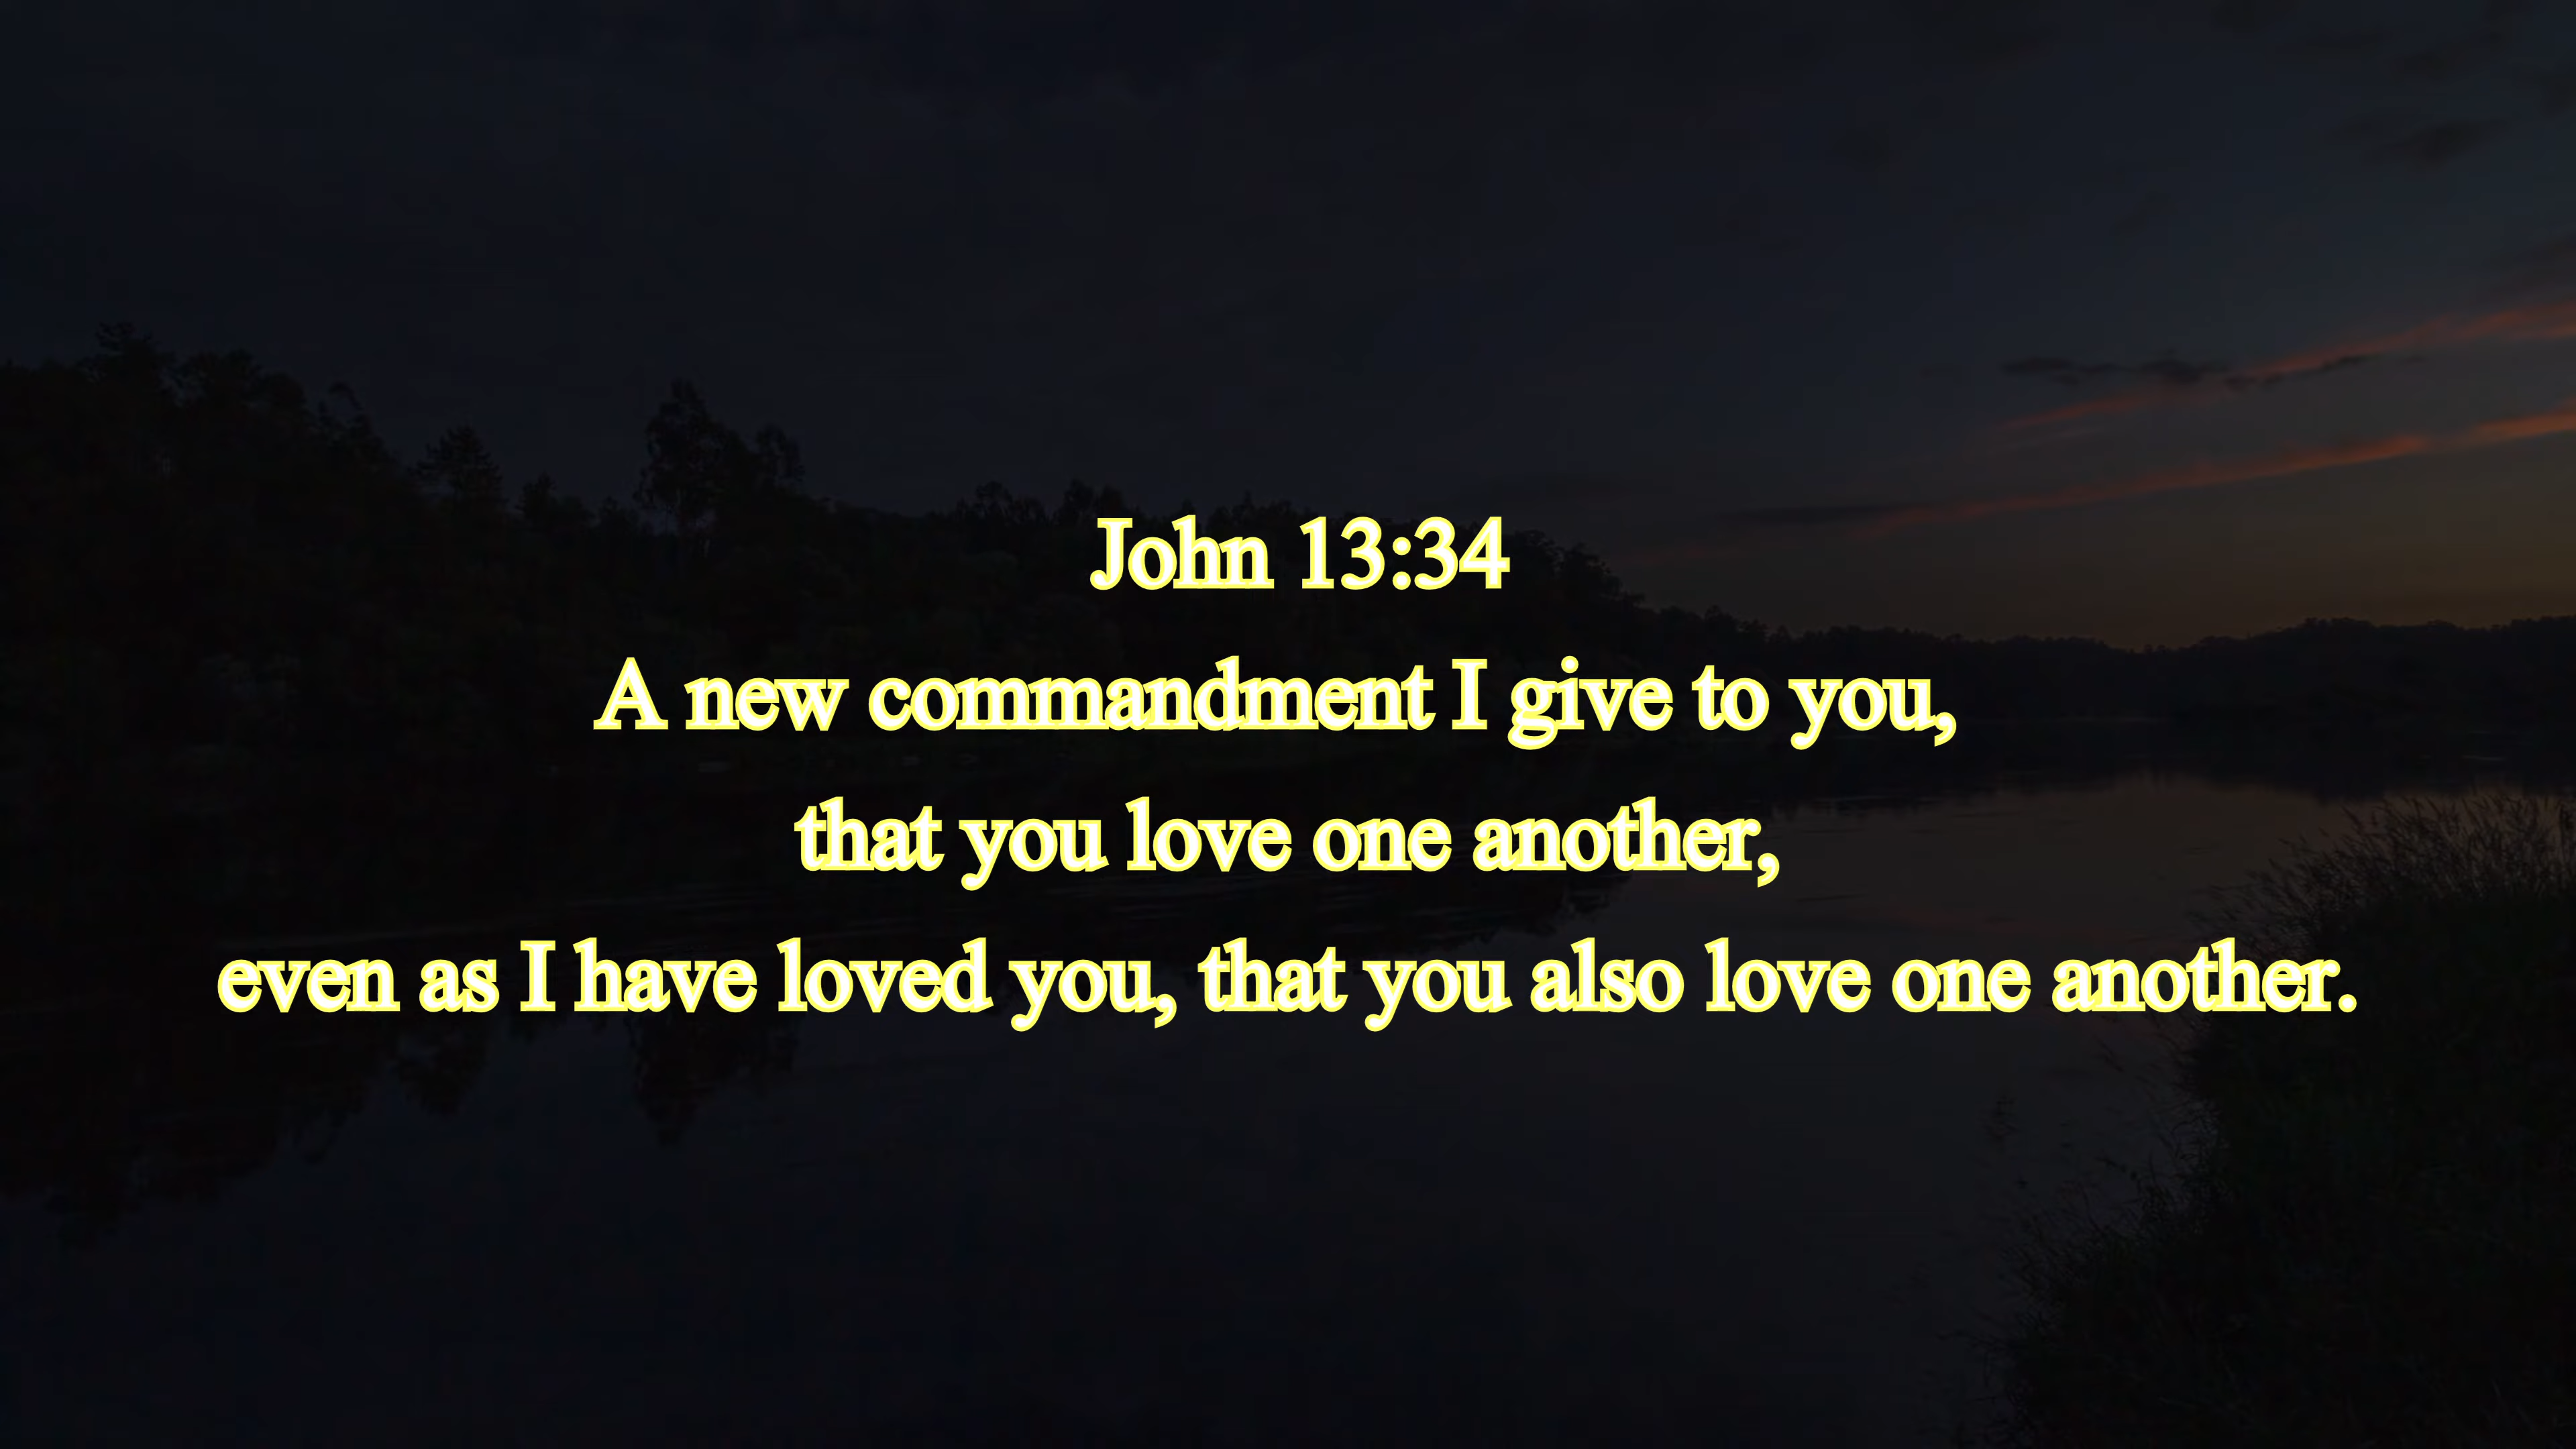 John 13:34
A new commandment I give to you,
that you love one another,
even as I have loved you, that you also love one another.